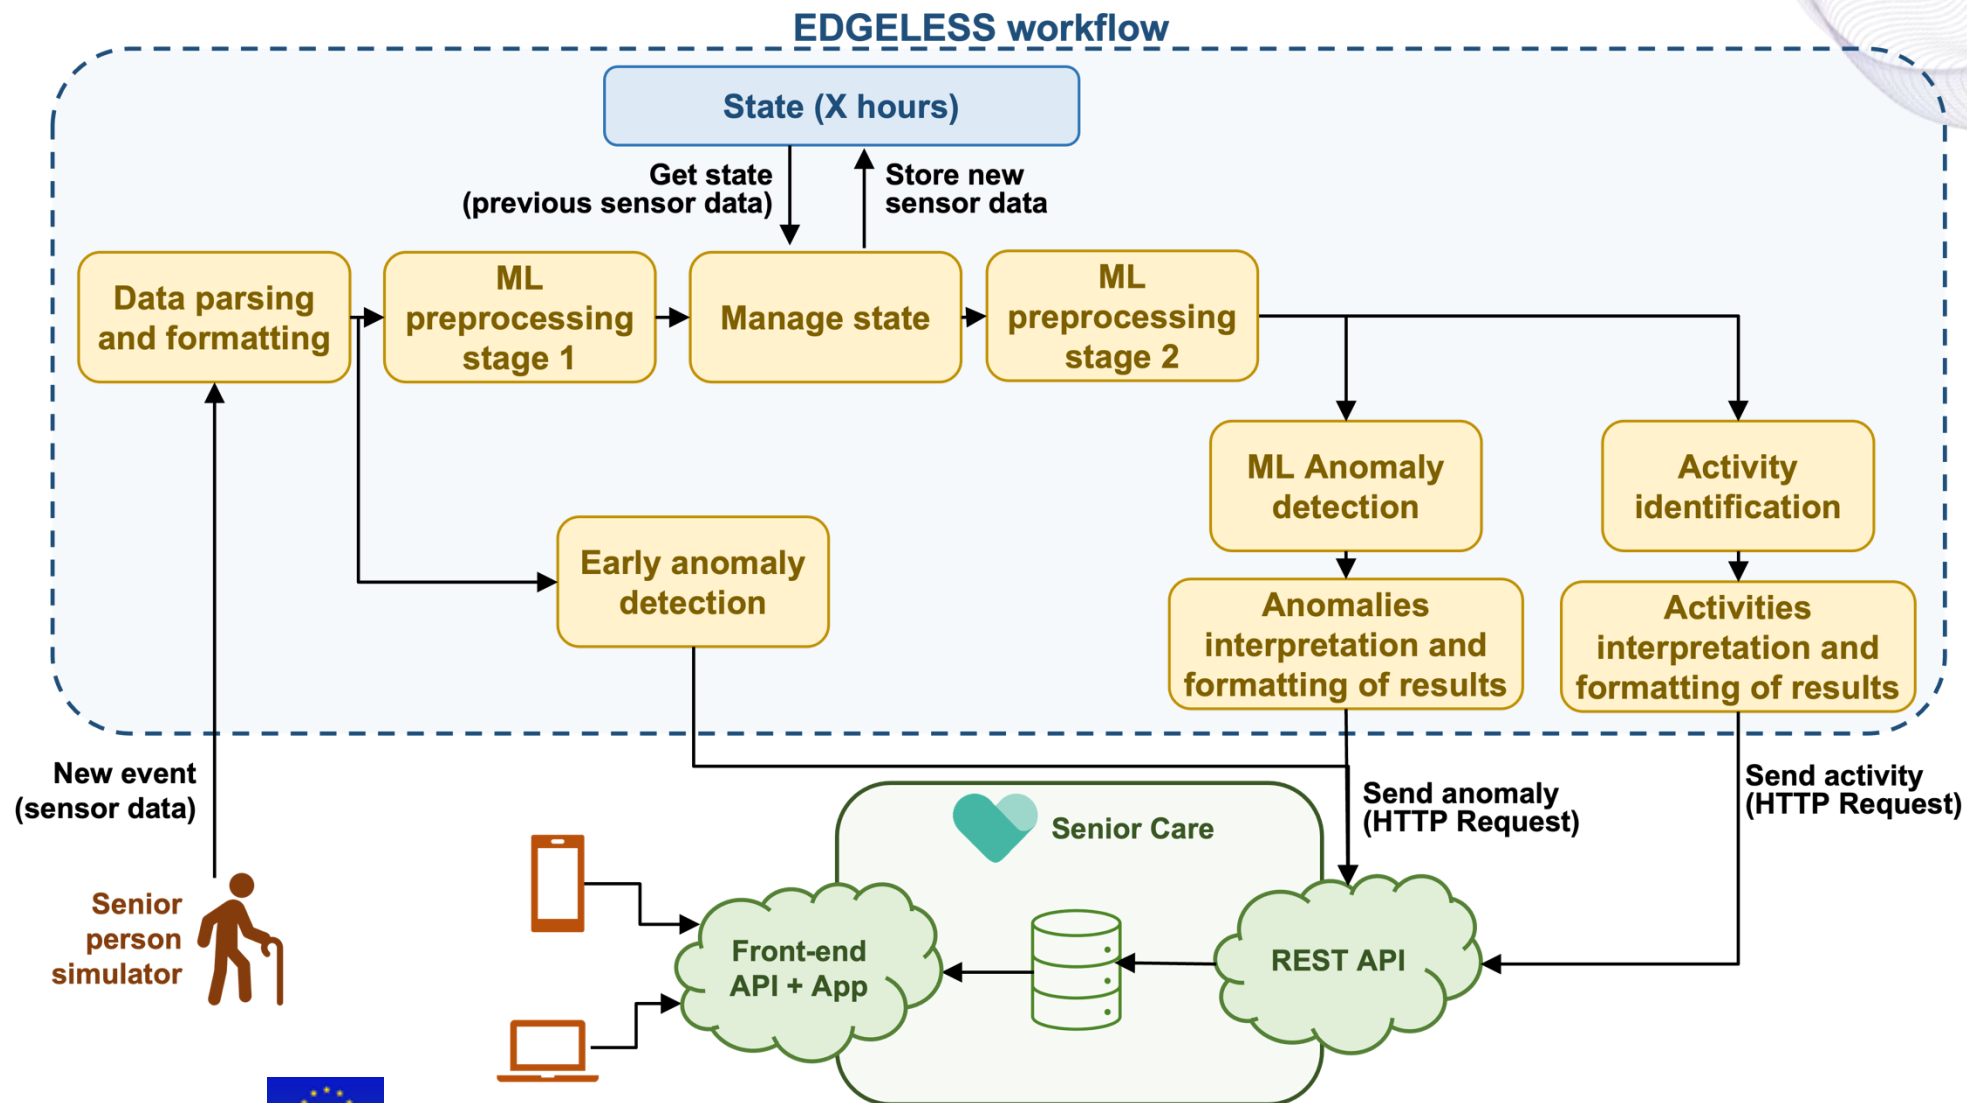 EDGELESS workflow
State (X hours)
Get state
(previous sensor data)
Store new
sensor data
Data parsing
and formatting
ML
preprocessing
stage 1
Manage state
ML
preprocessing
stage 2
ML Anomaly
detection
Activity
identification
Early anomaly
detection
Anomalies
interpretation and
formatting of results
Activities
interpretation and
formatting of results
New event
(sensor data)
Send anomaly
(HTTP Request)
Send activity
(HTTP Request)
Senior Care
Senior
person
simulator
Front-end
API + App
REST API